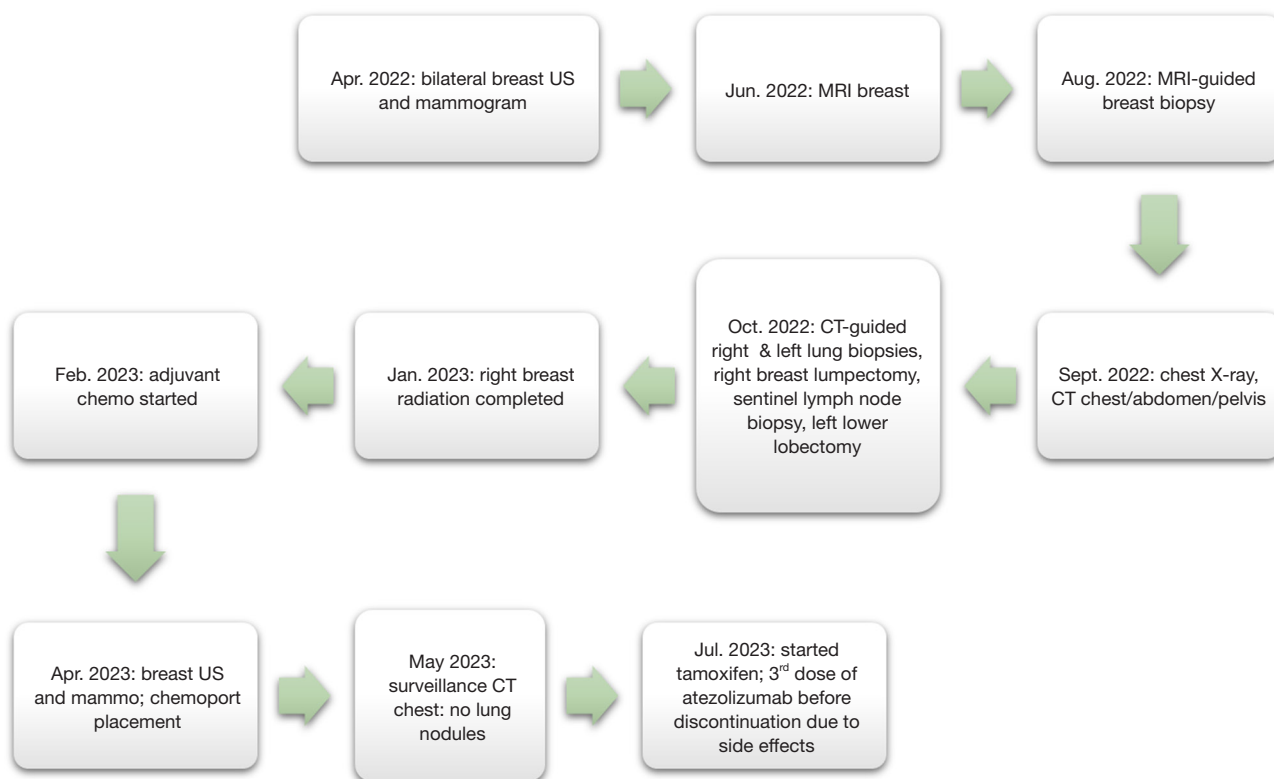 Apr. 2022: bilateral breast US
and mammogram
Jun. 2022: MRI breast
Aug. 2022: MRI-guided
breast biopsy
Sept. 2022: chest X-ray,
CT chest/abdomen/pelvis
Oct. 2022: CT-guided
right & left lung biopsies,
right breast lumpectomy,
sentinel lymph node
biopsy, left lower
lobectomy
Jan. 2023: right breast
radiation completed
Feb. 2023: adjuvant
chemo started
Apr. 2023: breast US
and mammo; chemoport
placement
May 2023:
surveillance CT
chest: no lung
nodules
Jul. 2023: started
tamoxifen; 3rd dose of
atezolizumab before
discontinuation due to
side effects